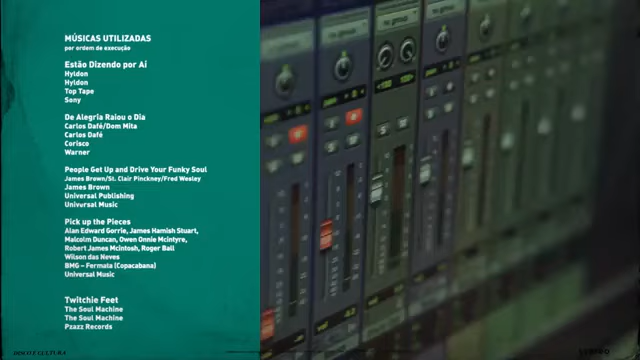 MÚSICAS UTILIZADAS
por ordem de execução
Estão Dizendo por Aí
Hyldon
Hyldon
Top Tape
Sony
De Alegria Raiou o Dia
Carlos Dafé/Dom Mita
Carlos Dafé
Corisco
Warner
People Get Up and Drive Your Funky Soul
James Brown/St. Clair Pinckney/Fred Wesley
James Brown
Universal Publishing
Universal Music
Pick up the Pieces
Alan Edward Gorrie, James Hamish Stuart,
Malcolm Duncan, Owen Onnie McIntyre,
Robert James McIntosh, Roger Ball
Wilson das Neves
BMG – Fermata (Copacabana)
Universal Music
Twitchie Feet
The Soul Machine
The Soul Machine
Pzazz Records